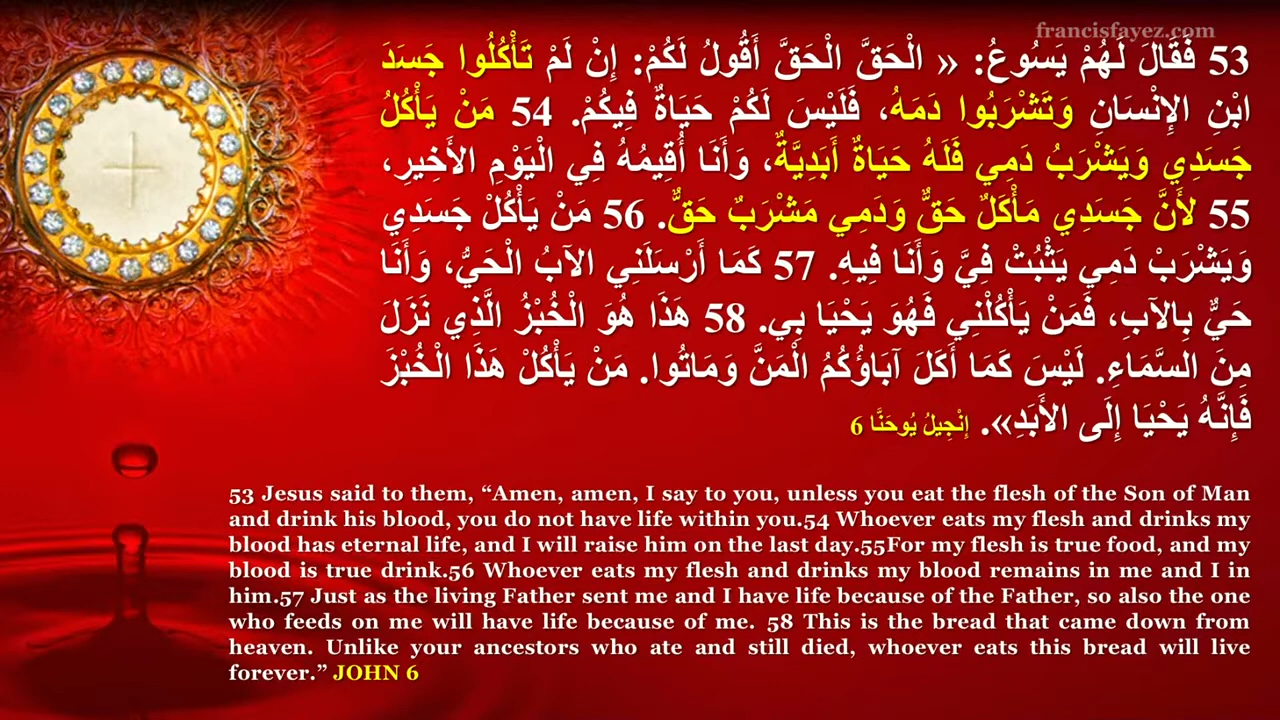 francisfayez.com
53 فَقَالَ لَهُمْ يَسُوعُ: « الْحَقَّ الْحَقَّ أَقُولُ لَكُمْ: إِنْ لَمْ تَأْكُلُوا جَسَدَ
ابْنِ الإِنْسَانِ وَتَشْرَبُوا دَمَهُ، فَلَيْسَ لَكُمْ حَيَاةٌ فِيكُمْ. 54 مَنْ يَأْكُلُ
جَسَدِي وَيَشْرَبُ دَمِي فَلَهُ حَيَاةٌ أَبَدِيَّةٌ، وَأَنَا أُقِيمُهُ فِي الْيَوْمِ الأَخِيرِ،
55 لأَنَّ جَسَدِي مَأْكَلٌ حَقٌّ وَدَمِي مَشْرَبٌ حَقٌّ. 56 مَنْ يَأْكُلْ جَسَدِي
وَيَشْرَبْ دَمِي يَثْبُتْ فِيَّ وَأَنَا فِيهِ. 57 كَمَا أَرْسَلَنِي الآبُ الْحَيُّ، وَأَنَا
حَيٌّ بِالآبِ، فَمَنْ يَأْكُلْنِي فَهُوَ يَحْيَا بِي. 58 هَذَا هُوَ الْخُبْزُ الَّذِي نَزَلَ
مِنَ السَّمَاءِ. لَيْسَ كَمَا أَكَلَ آبَاؤُكُمُ الْمَنَّ وَمَاتُوا. مَنْ يَأْكُلْ هَذَا الْخُبْزَ
فَإِنَّهُ يَحْيَا إِلَى الأَبَدِ». إِنْجِيلُ يُوحَنَّا 6
53 Jesus said to them, “Amen, amen, I say to you, unless you eat the flesh of the Son of Man
and drink his blood, you do not have life within you.54 Whoever eats my flesh and drinks my
blood has eternal life, and I will raise him on the last day.55For my flesh is true food, and my
blood is true drink.56 Whoever eats my flesh and drinks my blood remains in me and I in
him.57 Just as the living Father sent me and I have life because of the Father, so also the one
who feeds on me will have life because of me. 58 This is the bread that came down from
heaven. Unlike your ancestors who ate and still died, whoever eats this bread will live
forever.” JOHN 6